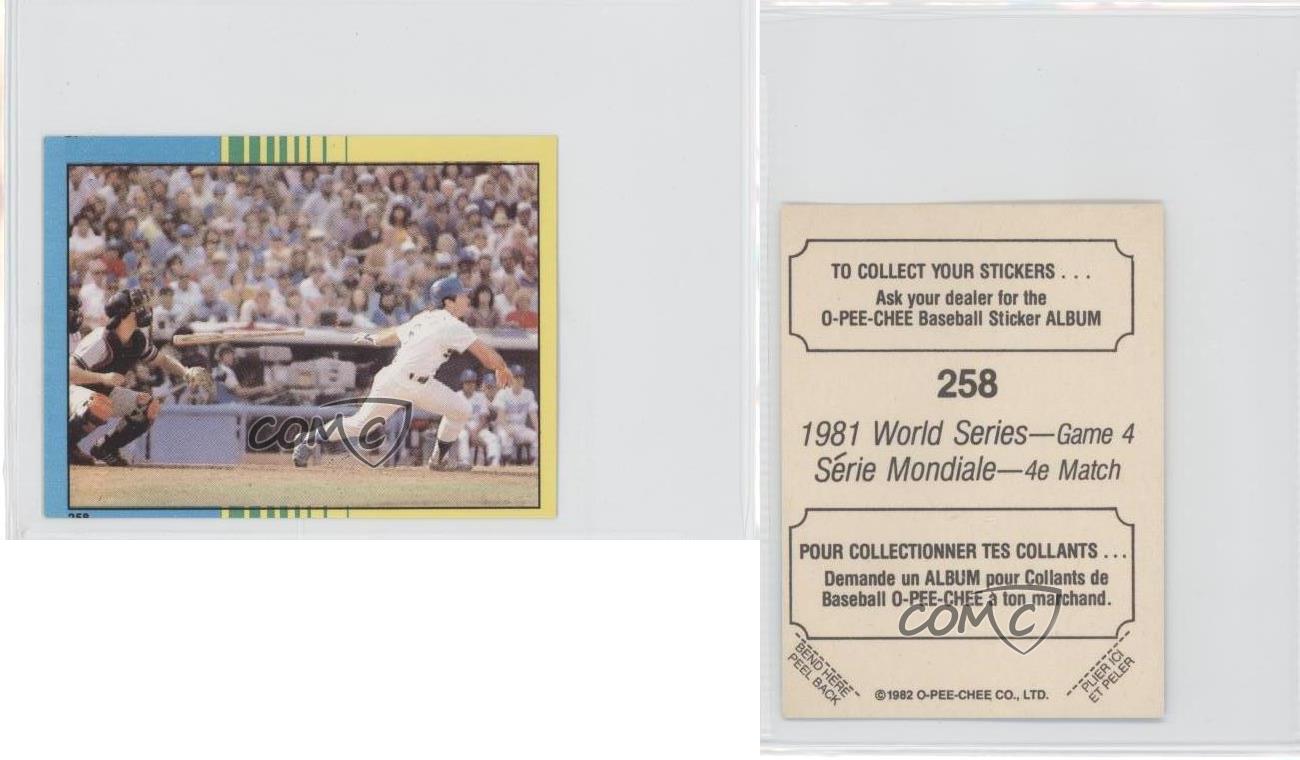 258
COMC
TO COLLECT YOUR STICKERS . . .
Ask your dealer for the
O-PEE-CHEE Baseball Sticker ALBUM
258
1981 World Series—Game 4
Série Mondiale—4e Match
POUR COLLECTIONNER TES COLLANTS . . .
Demande un ALBUM pour Collants de
Baseball O-PEE-CHEE à ton marchand.
COMC
BEND HERE
PEEL BACK
©1982 O-PEE-CHEE CO., LTD.
PLIER ICI
ET PELER